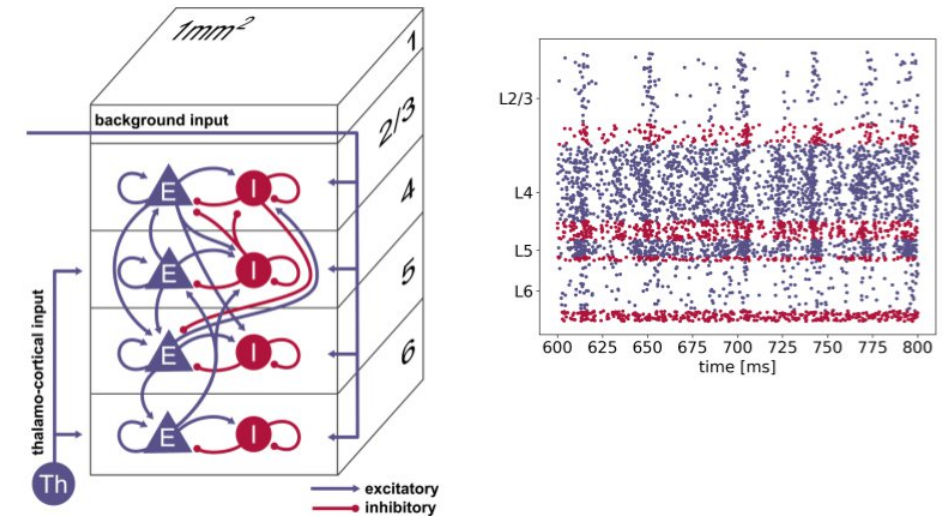 1mm²
1
2/3
4
5
6
background input
E
I
E
I
E
I
E
I
thalamo-cortical input
Th
excitatory
inhibitory
L2/3
L4
L5
L6
600 625 650 675 700 725 750 775 800
time [ms]